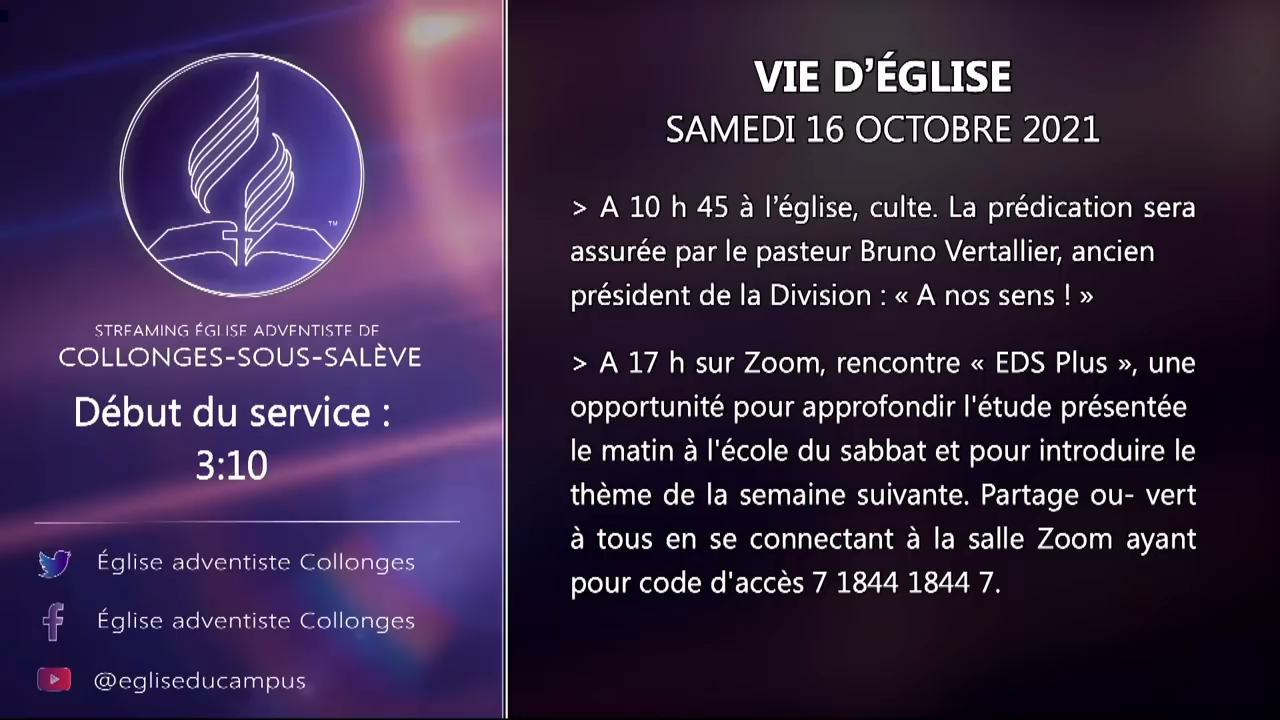 ™
STREAMING ÉGLISE ADVENTISTE DE
COLLONGES-SOUS-SALÈVE
Début du service :
3:10
Église adventiste Collonges
Église adventiste Collonges
@egliseducampus
VIE D’ÉGLISE
SAMEDI 16 OCTOBRE 2021
> A 10 h 45 à l’église, culte. La prédication sera
assurée par le pasteur Bruno Vertallier, ancien
président de la Division : « A nos sens ! »
> A 17 h sur Zoom, rencontre « EDS Plus », une
opportunité pour approfondir l'étude présentée
le matin à l'école du sabbat et pour introduire le
thème de la semaine suivante. Partage ou- vert
à tous en se connectant à la salle Zoom ayant
pour code d'accès 7 1844 1844 7.